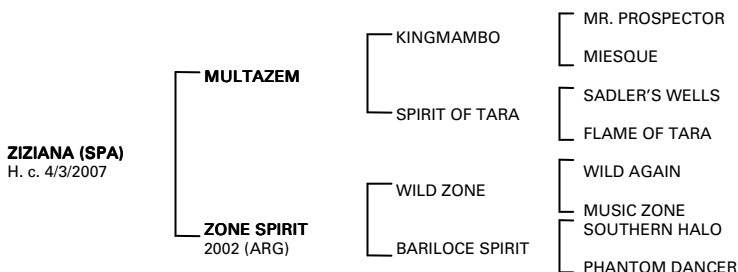 MR. PROSPECTOR
KINGMAMBO
MIESQUE
MULTAZEM
SADLER'S WELLS
SPIRIT OF TARA
FLAME OF TARA
ZIZIANA (SPA)
H. c. 4/3/2007
WILD AGAIN
WILD ZONE
MUSIC ZONE
ZONE SPIRIT
2002 (ARG)
SOUTHERN HALO
BARILOCE SPIRIT
PHANTOM DANCER